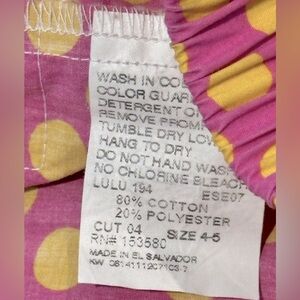 WASH IN CO
COLOR GUAR
DETERGENT O
REMOVE PROM
TUMBLE DRY LOW
HANG TO DRY
DO NOT HAND WASH
NO CHLORINE BLEACH
LULU 194 ESE07
80% COTTON
20% POLYESTER
CUT 04 SIZE 4-5
RN# 153580
MADE IN EL SALVADOR
KW